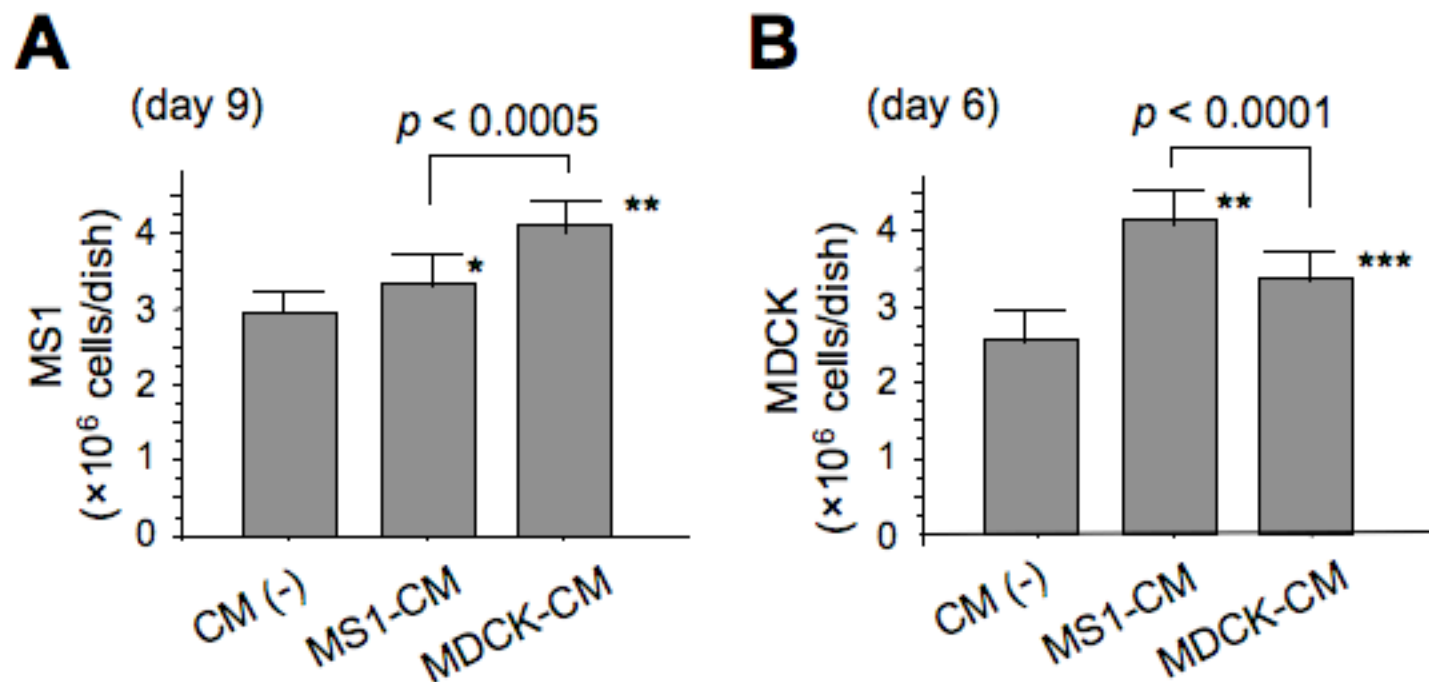 A
(day 9)
p < 0.0005
**
*
MS1
(×10⁶ cells/dish)
4
3
2
1
0
CM (-)
MS1-CM
MDCK-CM
B
(day 6)
p < 0.0001
**
***
MDCK
(×10⁶ cells/dish)
4
3
2
1
0
CM (-)
MS1-CM
MDCK-CM